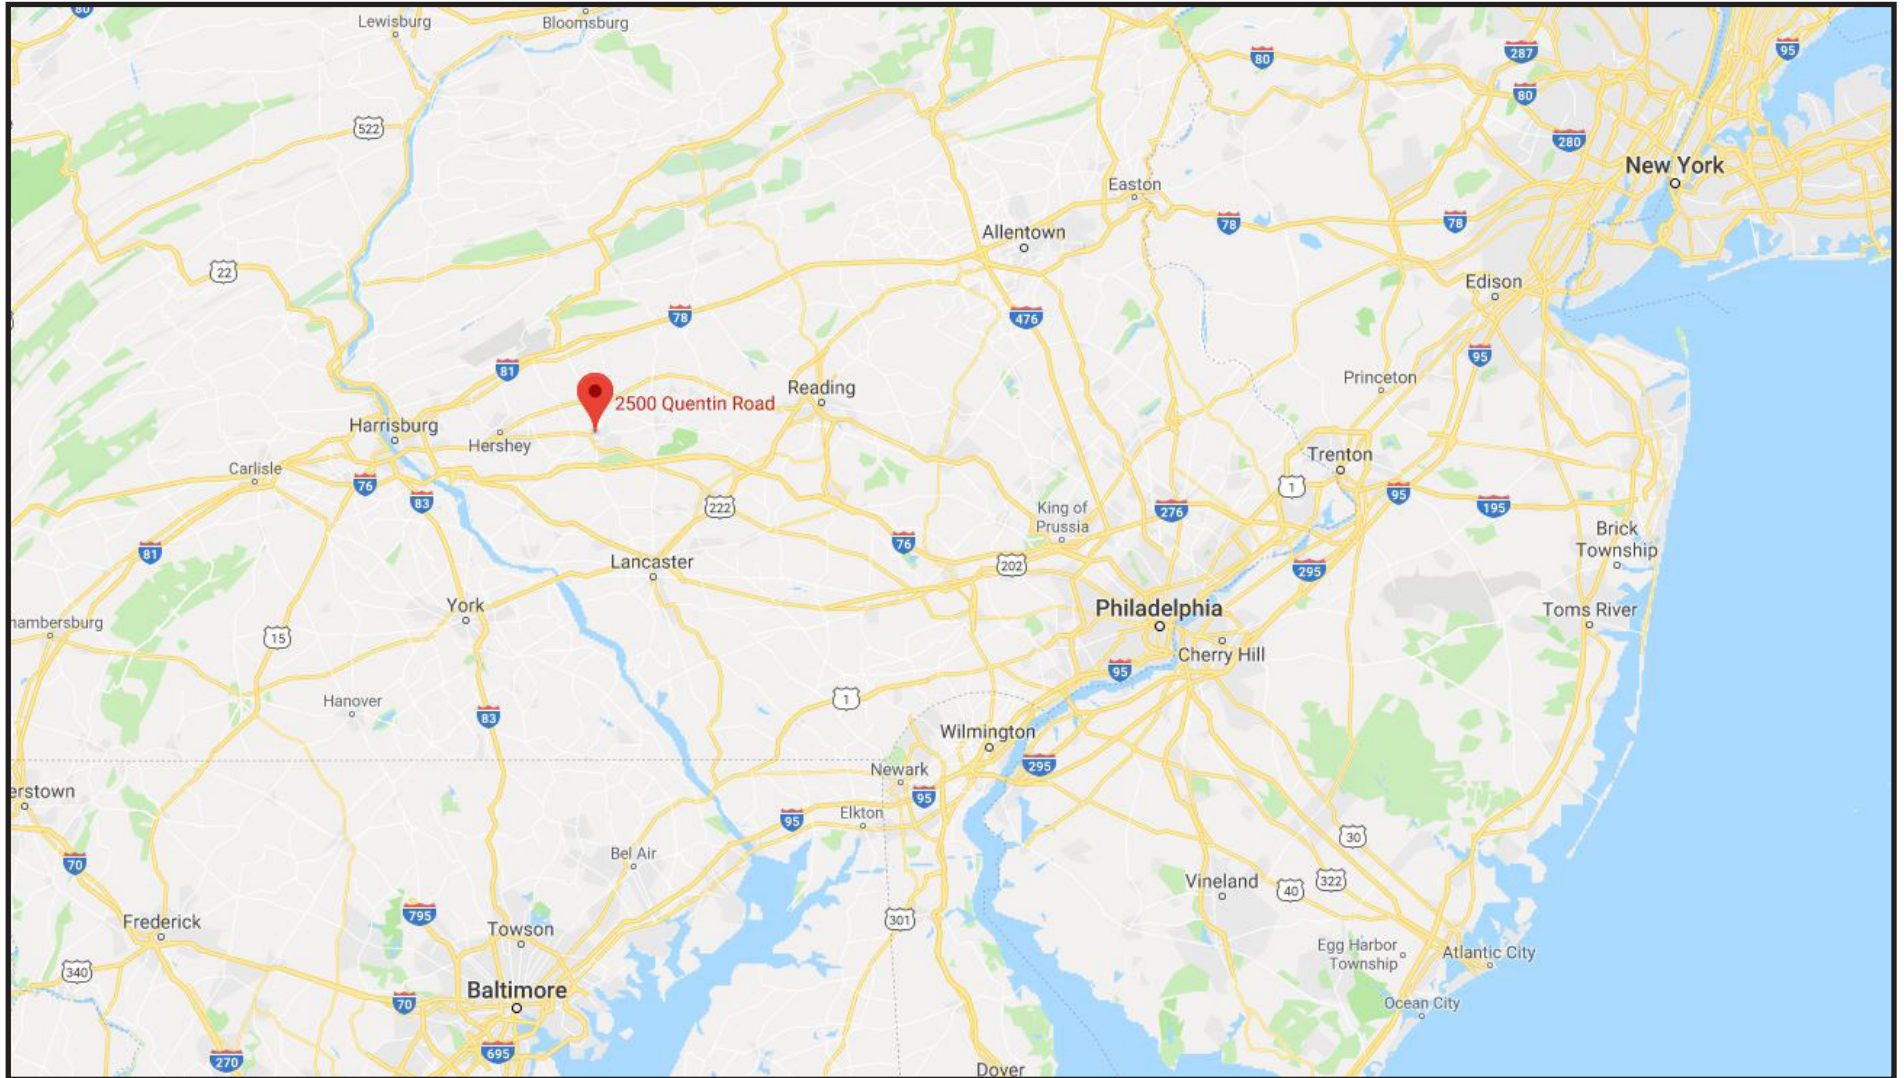 80
Lewisburg
Bloomsburg
80
287
95
80
522
280
New York
Easton
Allentown
78
78
22
Edison
78
476
95
81
Princeton
Reading
2500 Quentin Road
Harrisburg
Hershey
Trenton
Carlisle
76
83
222
1
95
195
276
King of
Prussia
Brick
Township
81
76
202
295
Lancaster
York
Philadelphia
Toms River
hambersburg
15
Cherry Hill
95
Hanover
1
83
Wilmington
295
Newark
erstown
95
Elkton
95
30
Bel Air
70
Vineland
40
322
795
301
Frederick
Towson
Egg Harbor
Township
Atlantic City
340
Baltimore
70
Ocean City
695
270
Dover